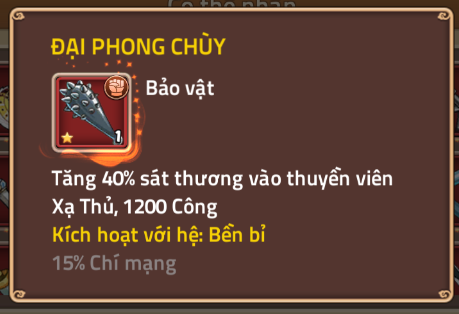 ĐẠI PHONG CHÙY
Bảo vật
1
Tăng 40% sát thương vào thuyền viên
Xạ Thủ, 1200 Công
Kích hoạt với hệ: Bền bỉ
15% Chí mạng